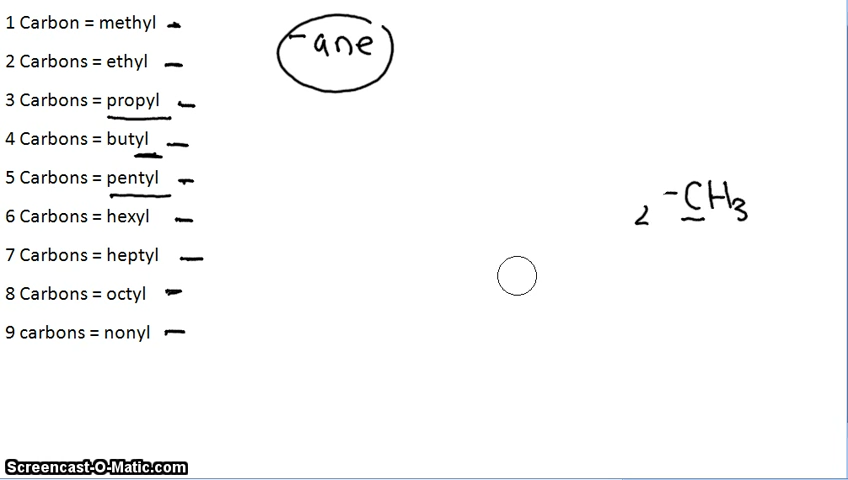 1 Carbon = methyl -
2 Carbons = ethyl -
3 Carbons = propyl -
4 Carbons = butyl -
5 Carbons = pentyl -
6 Carbons = hexyl -
7 Carbons = heptyl -
8 Carbons = octyl -
9 carbons = nonyl -
-ane
-CH3
Screencast-O-Matic.com